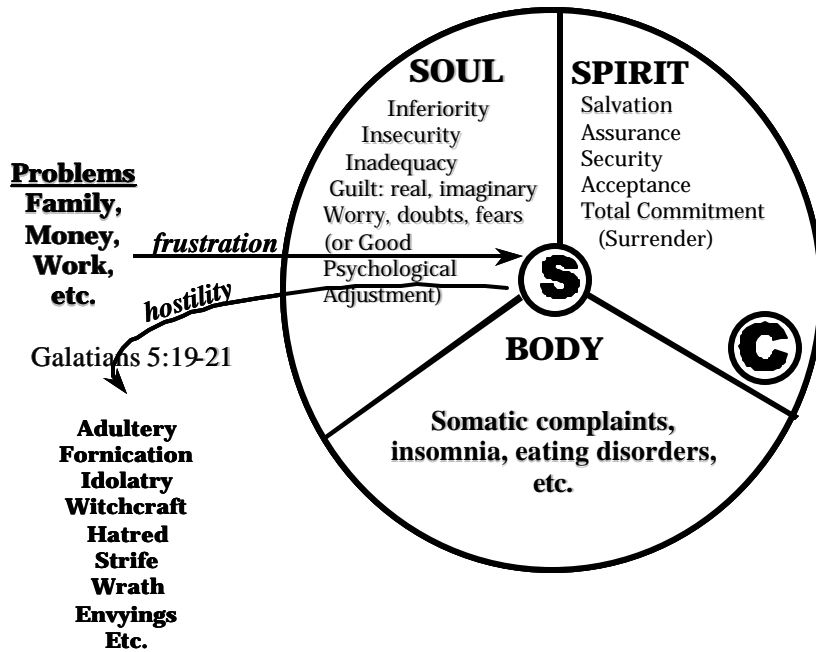 SOUL
Inferiority
Insecurity
Inadequacy
Guilt: real, imaginary
Worry, doubts, fears
(or Good
Psychological
Adjustment)
SPIRIT
Salvation
Assurance
Security
Acceptance
Total Commitment
(Surrender)
Problems
Family,
Money,
Work,
etc.
frustration
hostility
S
C
BODY
Somatic complaints,
insomnia, eating disorders,
etc.
Galatians 5:19-21
Adultery
Fornication
Idolatry
Witchcraft
Hatred
Strife
Wrath
Envyings
Etc.